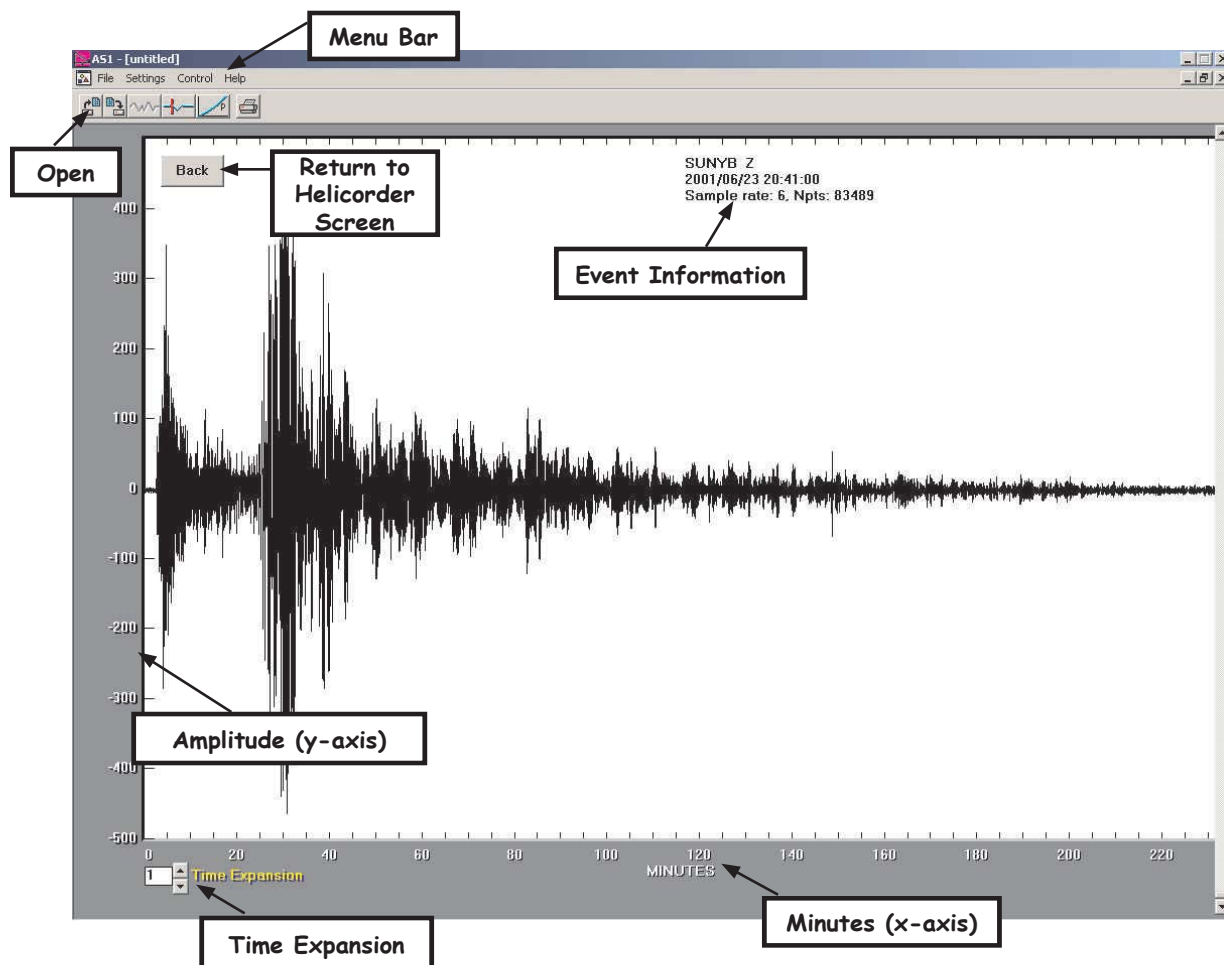 Menu Bar
AS1 - [untitled]
File Settings Control Help
Open
Back
Return to
Helicorder
Screen
SUNYB Z
2001/06/23 20:41:00
Sample rate: 6, Npts: 83489
Event Information
400
300
200
100
0
-100
-200
-300
Amplitude (y-axis)
-400
-500
0 20 40 60 80 100 120 140 160 180 200 220
MINUTES
1 Time Expansion
Minutes (x-axis)
Time Expansion